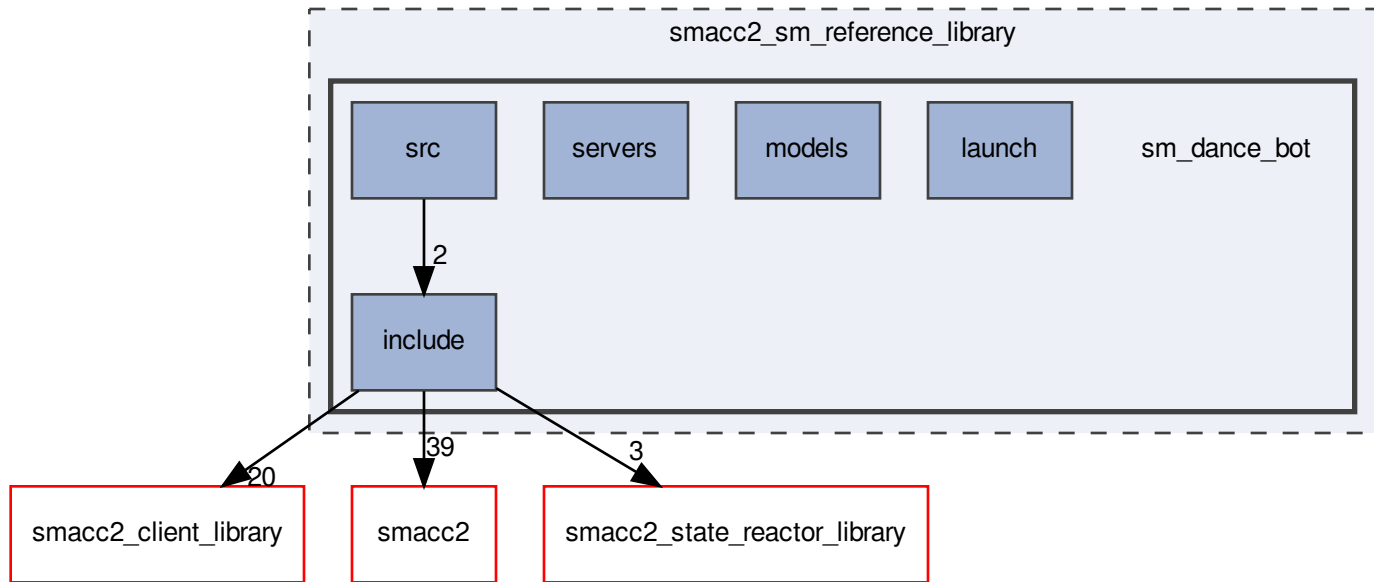 smacc2_sm_reference_library
src
servers
models
launch
sm_dance_bot
2
include
20
39
3
smacc2_client_library
smacc2
smacc2_state_reactor_library